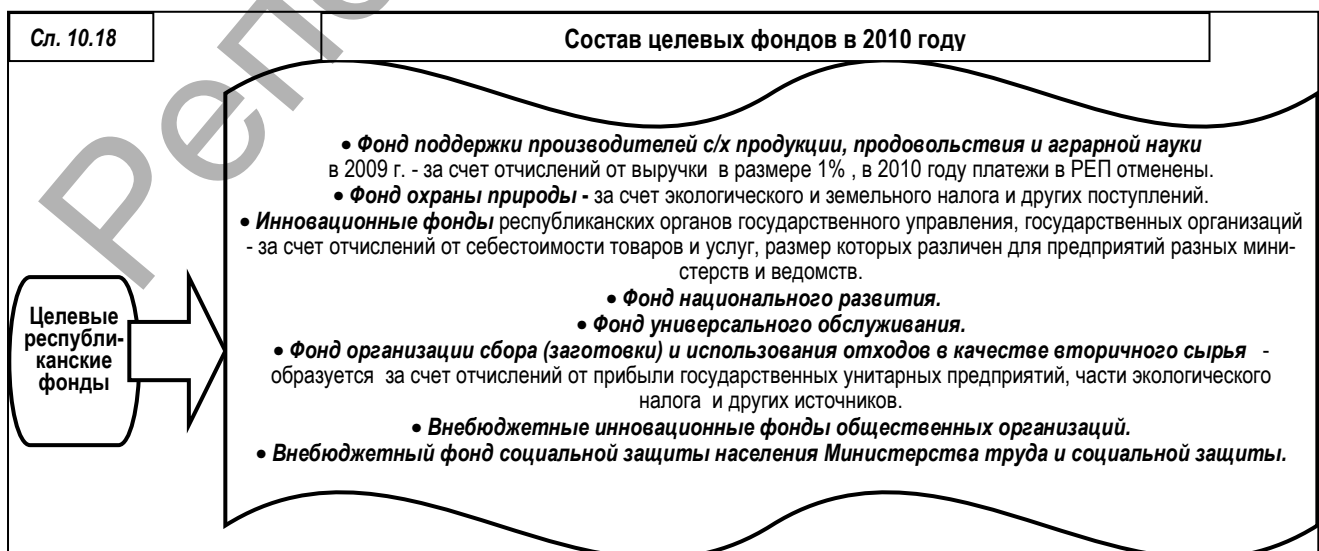 Сл. 10.18
Состав целевых фондов в 2010 году
• Фонд поддержки производителей с/х продукции, продовольствия и аграрной науки
в 2009 г. - за счет отчислений от выручки в размере 1% , в 2010 году платежи в РЕП отменены.
• Фонд охраны природы - за счет экологического и земельного налога и других поступлений.
• Инновационные фонды республиканских органов государственного управления, государственных организаций
- за счет отчислений от себестоимости товаров и услуг, размер которых различен для предприятий разных мини-
стерств и ведомств.
• Фонд национального развития.
• Фонд универсального обслуживания.
• Фонд организации сбора (заготовки) и использования отходов в качестве вторичного сырья -
образуется за счет отчислений от прибыли государственных унитарных предприятий, части экологического
налога и других источников.
• Внебюджетные инновационные фонды общественных организаций.
• Внебюджетный фонд социальной защиты населения Министерства труда и социальной защиты.
Целевые
республи-
канские
фонды